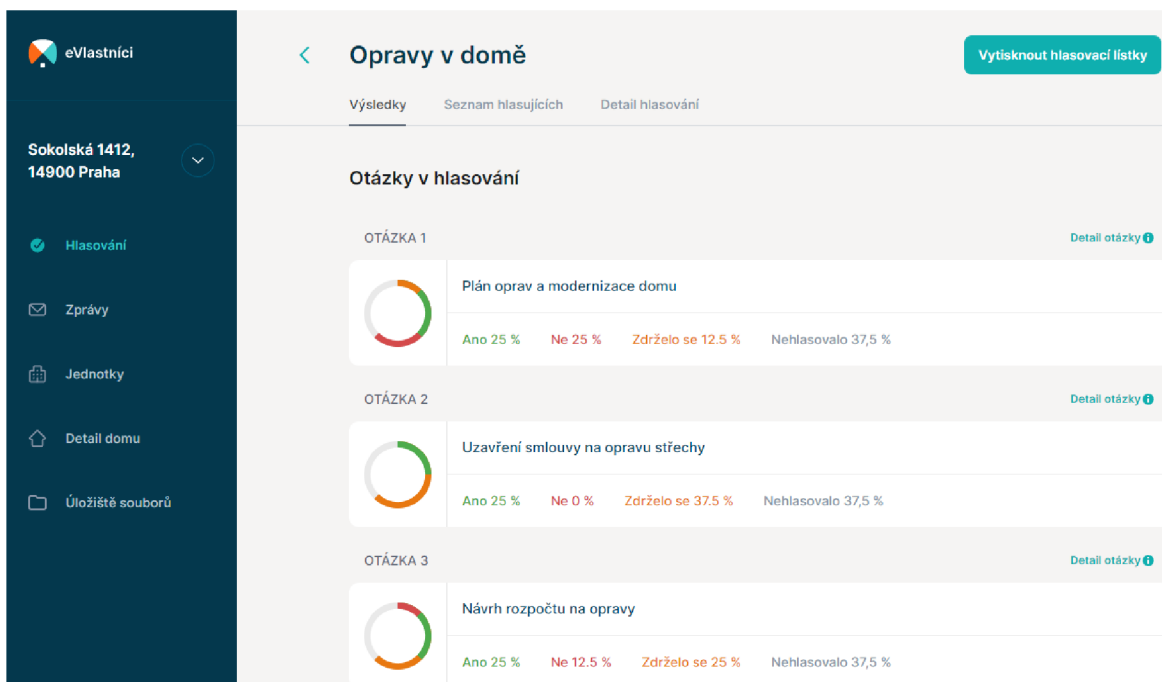 eVlastníci
Sokolská 1412,
14900 Praha
Hlasování
Zprávy
Jednotky
Detail domu
Úložiště souborů
Opravy v domě
Vytisknout hlasovací lístky
Výsledky
Seznam hlasujících
Detail hlasování
Otázky v hlasování
OTÁZKA 1
Detail otázky
Plán oprav a modernizace domu
Ano 25 % Ne 25 % Zdrželo se 12.5 % Nehlasovalo 37,5 %
OTÁZKA 2
Detail otázky
Uzavření smlouvy na opravu střechy
Ano 25 % Ne 0 % Zdrželo se 37.5 % Nehlasovalo 37,5 %
OTÁZKA 3
Detail otázky
Návrh rozpočtu na opravy
Ano 25 % Ne 12.5 % Zdrželo se 25 % Nehlasovalo 37,5 %